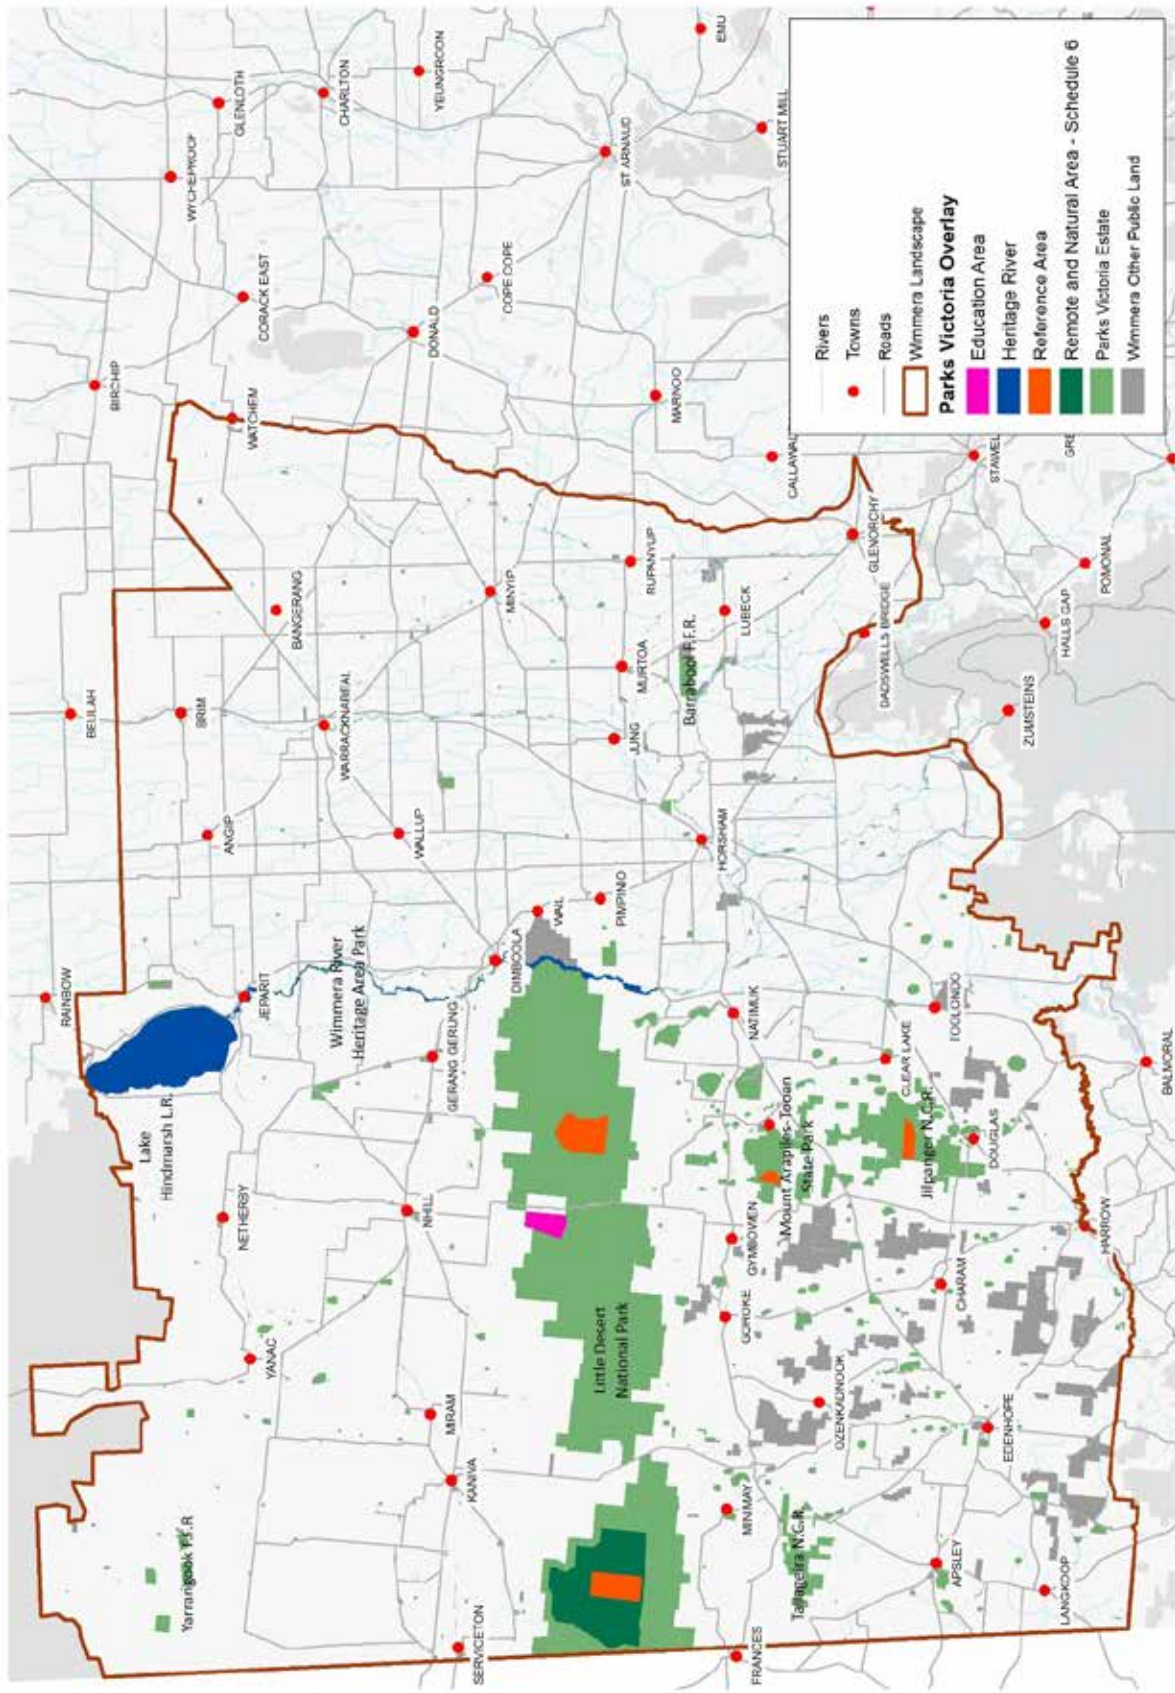 RAINBOW
BEULAH
BIRCHIP
WYCHEPROOF
GLENLOTH
CHARLTON
YEUNGROON
EMU
Lake
Hindmarsh L.R.
JEPARIT
BRIM
WATCHEM
CORACK EAST
Yarrangook F.F.R
YANAC
NETHERBY
BANGERANG
WARRACKNABEAL
WALLUP
DONALD
COPE COPE
ST ARNAUD
STUART MILL
Wimmera River
Heritage Area Park
GERANG GERUNG
NHILL
MIRAM
KANIVA
SERVICETON
DIMBOOLA
WAIL
PIMPINIO
MINYIP
RUPANYUP
MURTOA
JUNG
MARNOO
Little Desert
National Park
Barrabool F.F.R.
LUBECK
HORSHAM
NATIMUK
GYMBOWEN
GOROKE
MINIMAY
FRANCES
Mount Arapiles-Tooan
State Park
GLENORCHY
DADSWELLS BRIDGE
CLEAR LAKE
OZENKADNOOK
Jilpanger N.C.R.
TOOLONDO
DOUGLAS
CHARAM
EDENHOPE
APSLEY
LANGKOOP
HARROW
BALMORAL
ZUMSTEINS
HALLS GAP
POMONAL
STAWEL
GRE
CALLAWAD
Rivers
Towns
Roads
Wimmera Landscape
Parks Victoria Overlay
Education Area
Heritage River
Reference Area
Remote and Natural Area - Schedule 6
Parks Victoria Estate
Wimmera Other Public Land